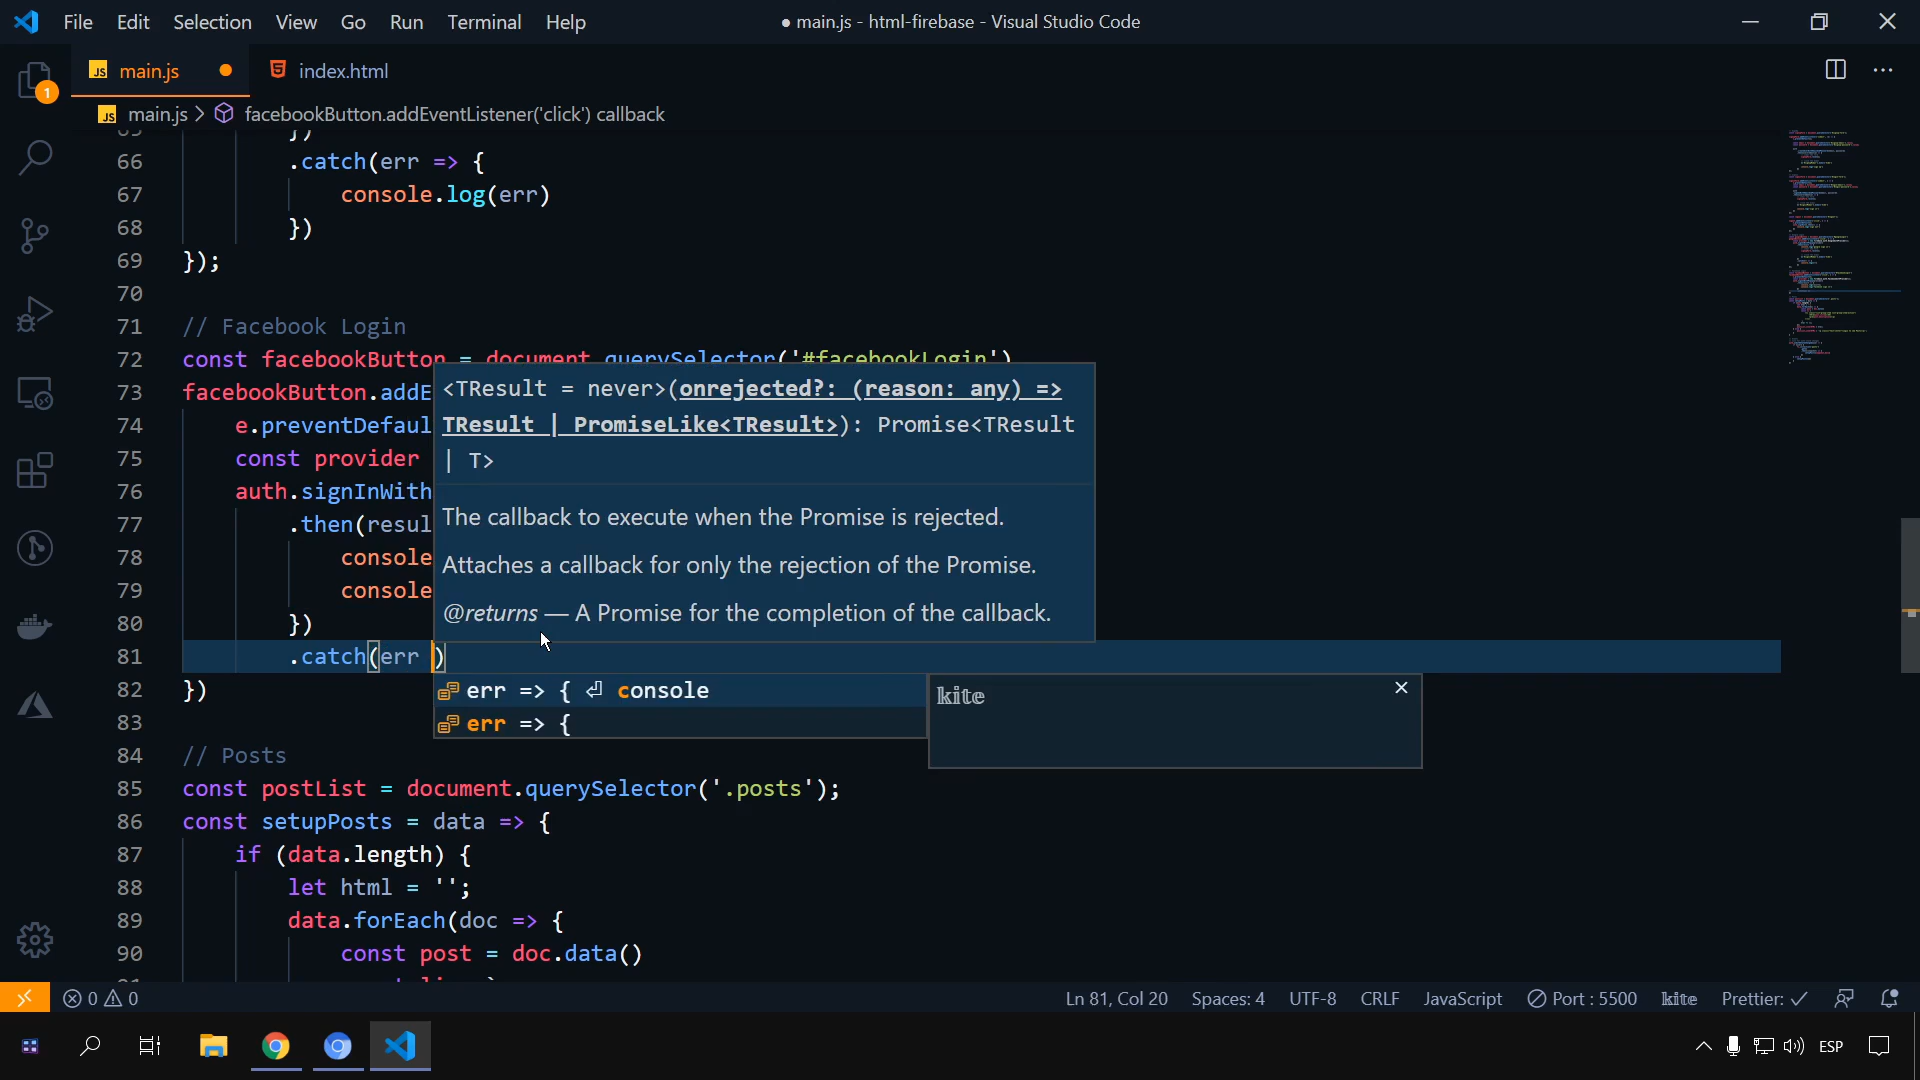 File Edit Selection View Go Run Terminal Help ● main.js - html-firebase - Visual Studio Code
JS main.js index.html
1
JS main.js > facebookButton.addEventListener('click') callback
65 })
66 .catch(err => {
67 console.log(err)
68 })
69 });
70
71 // Facebook Login
72 const facebookButton = document.querySelector('#facebookLogin')
73 facebookButton.addE
74 e.preventDefaul
75 const provider
76 auth.signInWith
77 .then(resul
78 console
79 console
80 })
81 .catch(err )
82 })
83
84 // Posts
85 const postList = document.querySelector('.posts');
86 const setupPosts = data => {
87 if (data.length) {
88 let html = '';
89 data.forEach(doc => {
90 const post = doc.data()
<TResult = never>(onrejected?: (reason: any) =>
TResult | PromiseLike<TResult>): Promise<TResult
| T>
The callback to execute when the Promise is rejected.
Attaches a callback for only the rejection of the Promise.
@returns — A Promise for the completion of the callback.
err => { ⏎ console
err => {
kite
0 0 Ln 81, Col 20 Spaces: 4 UTF-8 CRLF JavaScript Port : 5500 kite Prettier: ✓
ESP